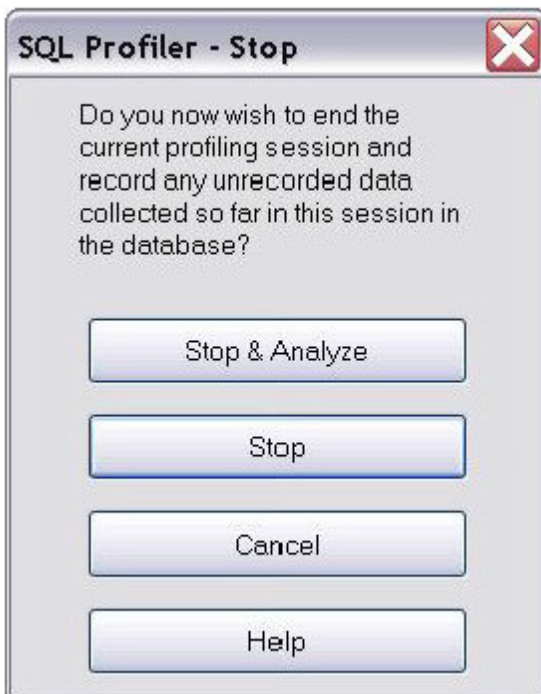 SQL Profiler - Stop
Do you now wish to end the
current profiling session and
record any unrecorded data
collected so far in this session in
the database?
Stop & Analyze
Stop
Cancel
Help